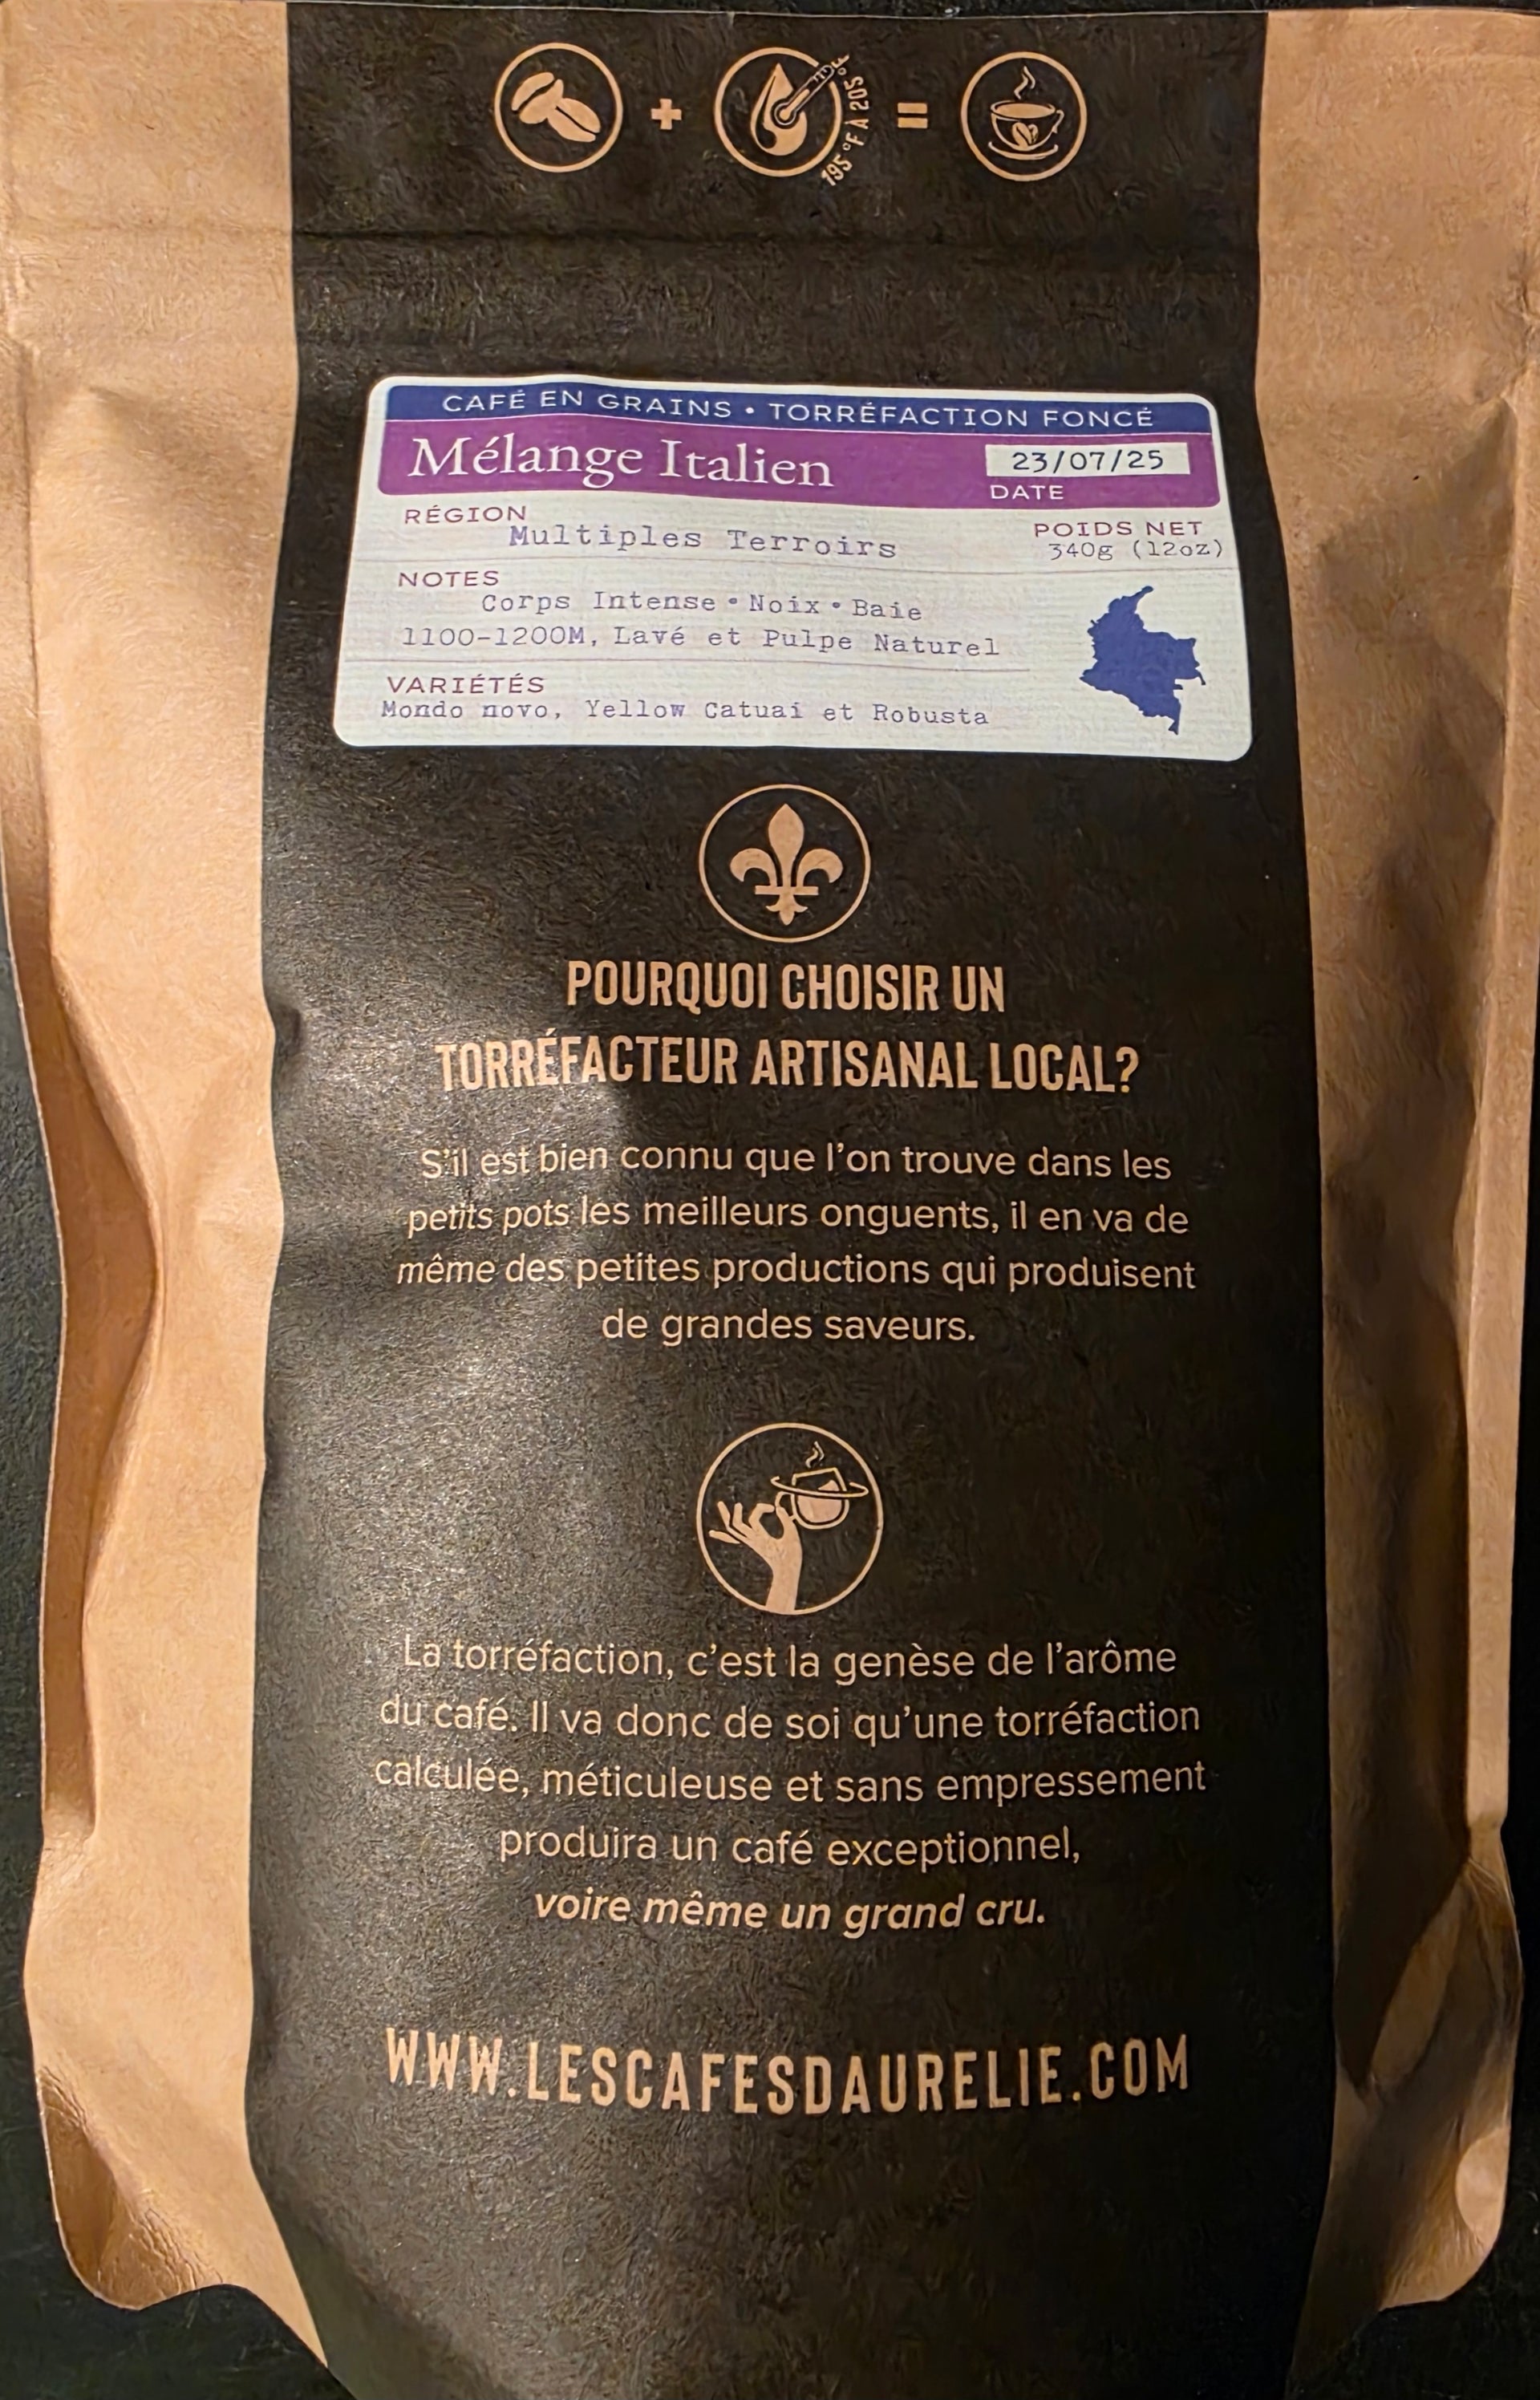 195 °F À 205 °F
CAFÉ EN GRAINS • TORRÉFACTION FONCÉ
Mélange Italien
23/07/25
DATE
RÉGION
Multiples Terroirs
POIDS NET
340g (12oz)
NOTES
Corps Intense • Noix • Baie
1100-1200M, Lavé et Pulpe Naturel
VARIÉTÉS
Mondo novo, Yellow Catuai et Robusta
POURQUOI CHOISIR UN
TORRÉFACTEUR ARTISANAL LOCAL?
S'il est bien connu que l'on trouve dans les
petits pots les meilleurs onguents, il en va de
même des petites productions qui produisent
de grandes saveurs.
La torréfaction, c'est la genèse de l'arôme
du café. Il va donc de soi qu'une torréfaction
calculée, méticuleuse et sans empressement
produira un café exceptionnel,
voire même un grand cru.
WWW.LESCAFESDAURELIE.COM